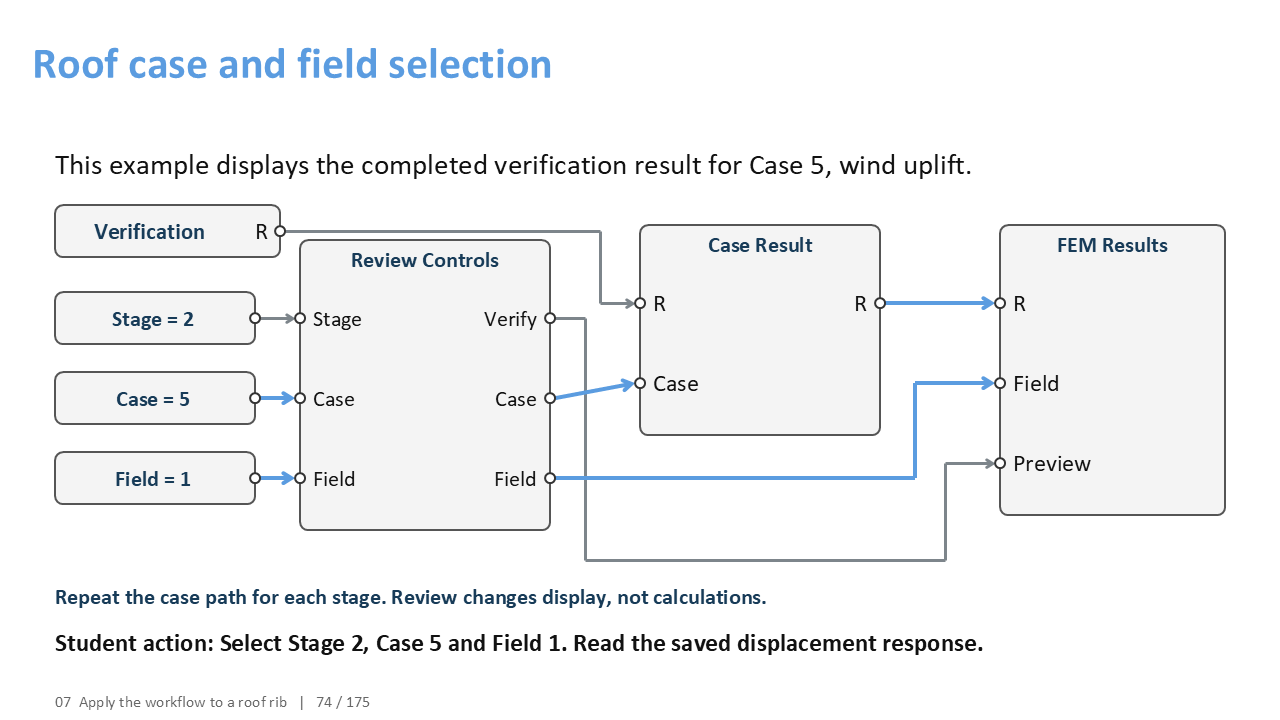 Roof case and field selection
This example displays the completed verification result for Case 5, wind uplift.
Verification R
Review Controls
Case Result
FEM Results
Stage = 2
Stage
Verify
R
R
R
Case = 5
Case
Case
Case
Field
Field = 1
Field
Field
Preview
Repeat the case path for each stage. Review changes display, not calculations.
Student action: Select Stage 2, Case 5 and Field 1. Read the saved displacement response.
07 Apply the workflow to a roof rib | 74 / 175